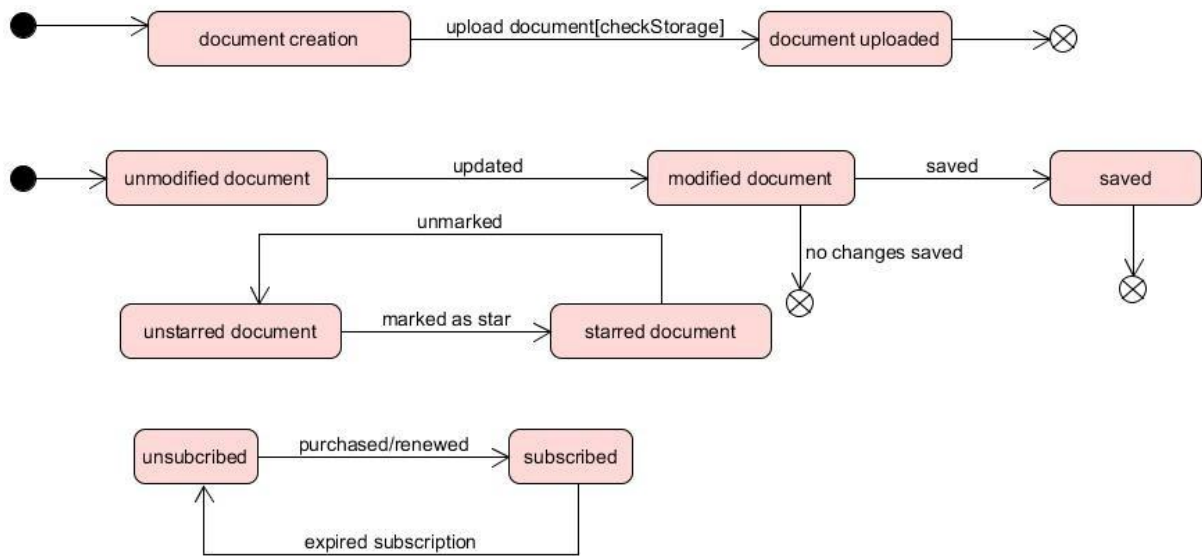 document creation
upload document[checkStorage]
document uploaded
unmodified document
updated
modified document
saved
saved
unmarked
no changes saved
unstarred document
marked as star
starred document
unsubcribed
purchased/renewed
subscribed
expired subscription